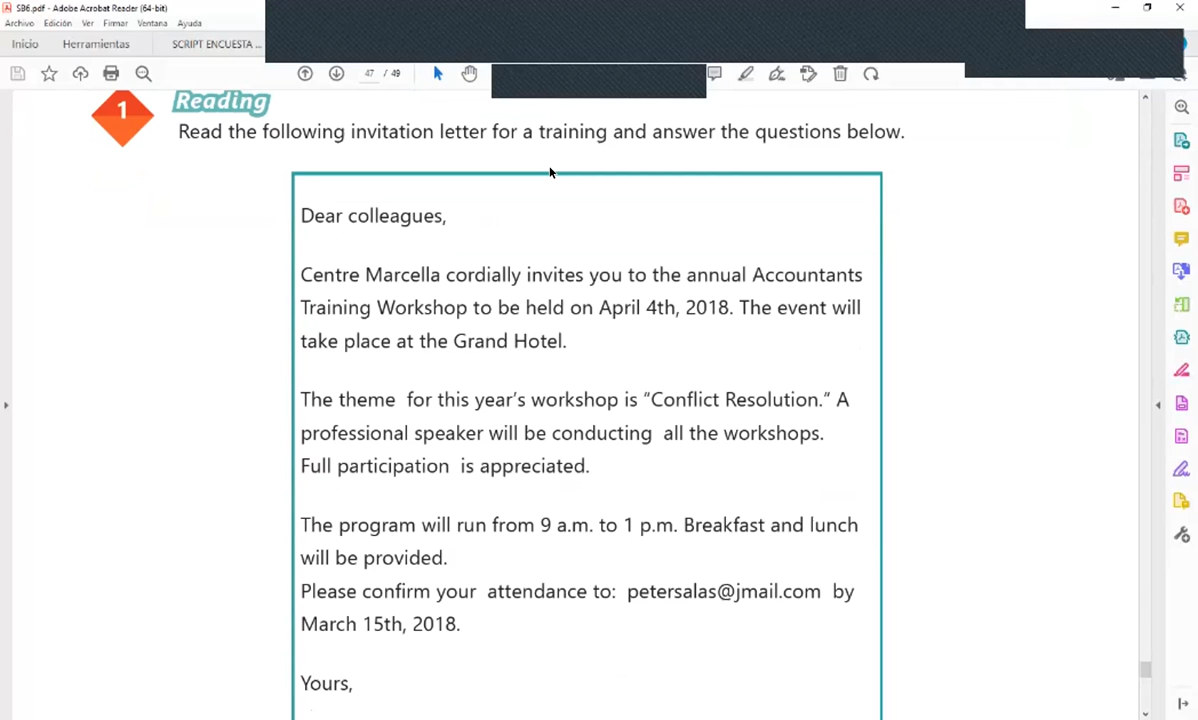 SB6.pdf - Adobe Acrobat Reader (64-bit)
Archivo Edición Ver Firmar Ventana Ayuda
Inicio Herramientas SCRIPT ENCUESTA ...
47 / 49
1 Reading
Read the following invitation letter for a training and answer the questions below.
Dear colleagues,
Centre Marcella cordially invites you to the annual Accountants
Training Workshop to be held on April 4th, 2018. The event will
take place at the Grand Hotel.
The theme for this year's workshop is “Conflict Resolution.” A
professional speaker will be conducting all the workshops.
Full participation is appreciated.
The program will run from 9 a.m. to 1 p.m. Breakfast and lunch
will be provided.
Please confirm your attendance to: petersalas@jmail.com by
March 15th, 2018.
Yours,